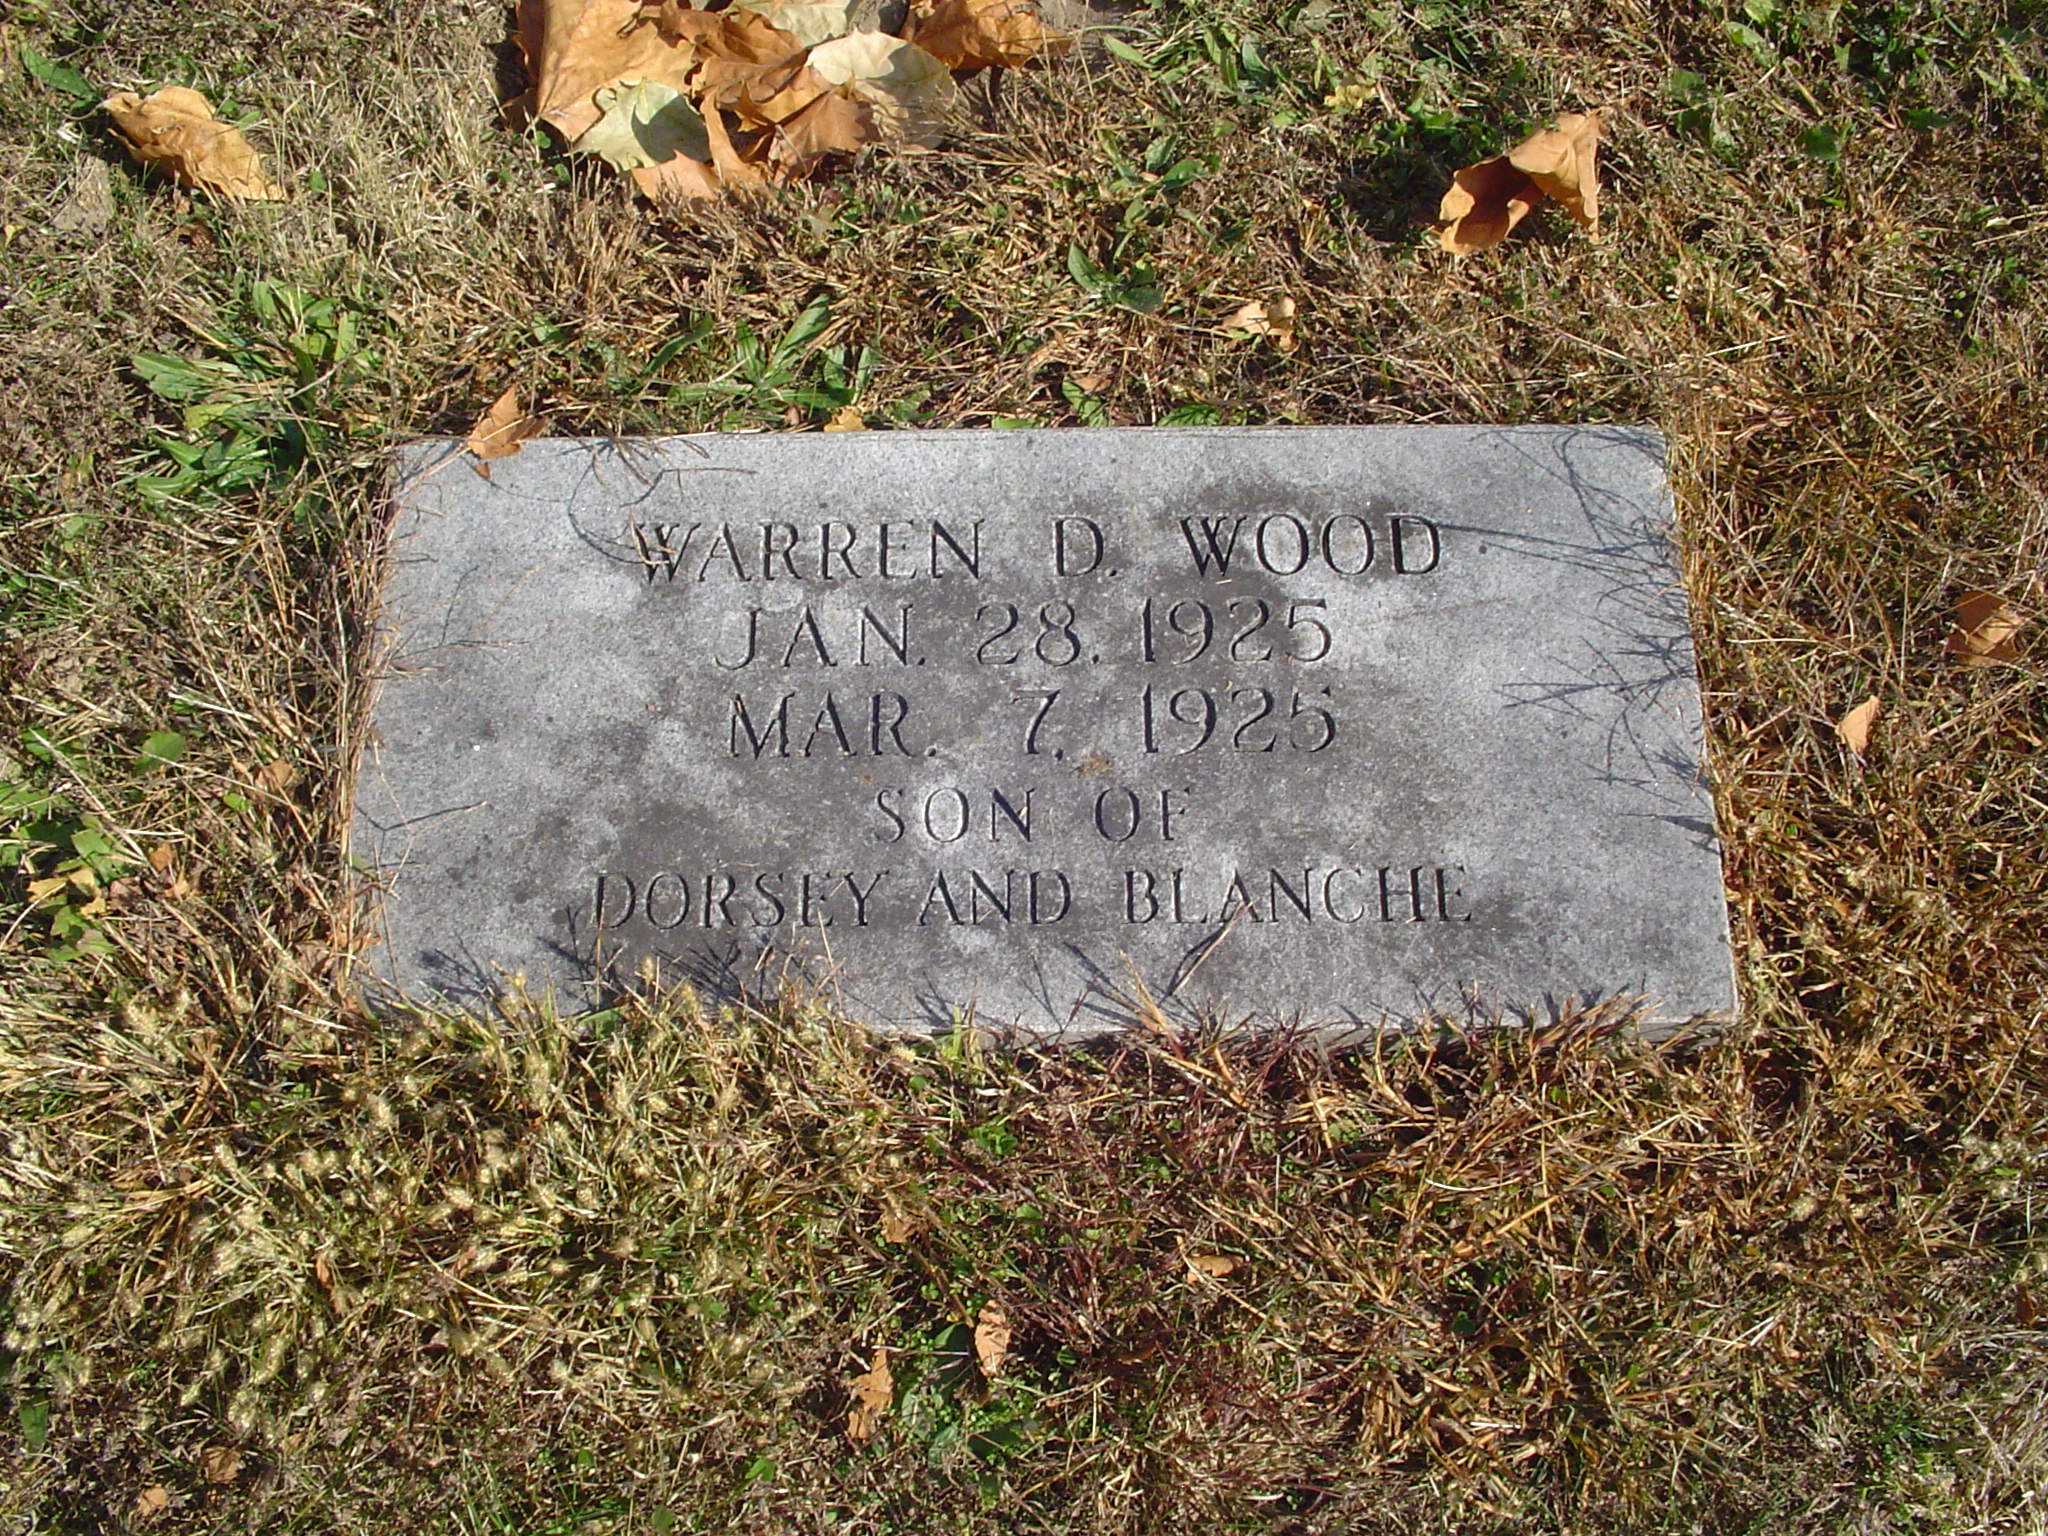 WARREN D. WOOD
JAN. 28. 1925
MAR. 7, 1925
SON OF
DORSEY AND BLANCHE